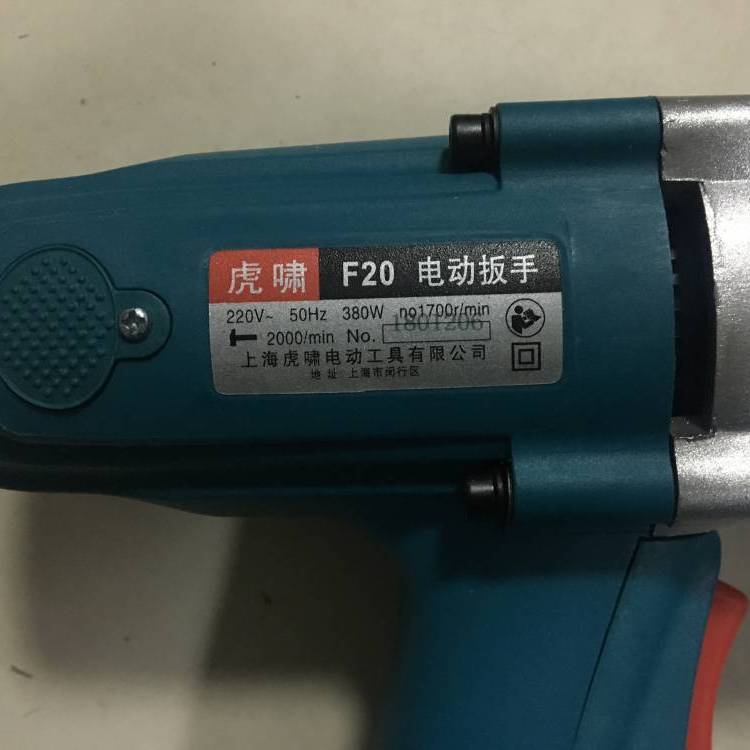 虎啸 F20 电动扳手
220V~ 50Hz 380W no1700r/min
2000/min No. 1801206
上海虎啸电动工具有限公司
地 址 上海市闵行区